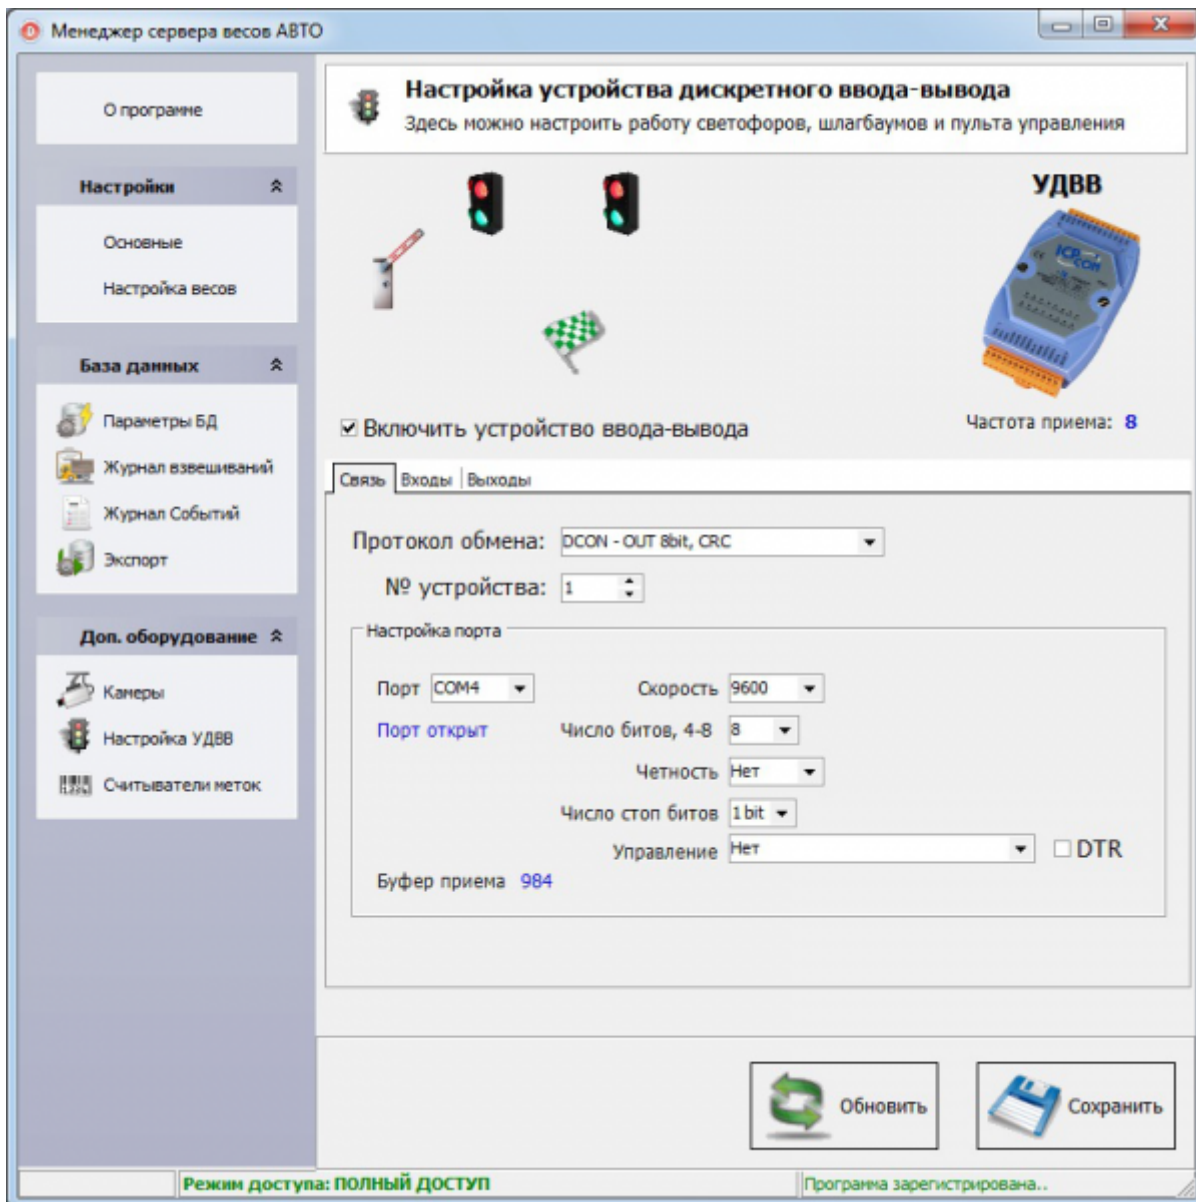 Менеджер сервера весов АВТО
О программе
Настройки
Основные
Настройка весов
База данных
Параметры БД
Журнал взвешиваний
Журнал Событий
Экспорт
Доп. оборудование
Камеры
Настройка УДВВ
Считыватели меток
Настройка устройства дискретного ввода-вывода
Здесь можно настроить работу светофоров, шлагбаумов и пульта управления
УДВВ
ICP CON
Частота приема: 8
Включить устройство ввода-вывода
Связь Входы Выходы
Протокол обмена: DCON - OUT 8bit, CRC
№ устройства: 1
Настройка порта
Порт COM4 Скорость 9600
Порт открыт Число битов, 4-8 8
Четность Нет
Число стоп битов 1 bit
Управление Нет DTR
Буфер приема 984
Обновить Сохранить
Режим доступа: ПОЛНЫЙ ДОСТУП Программа зарегистрирована..